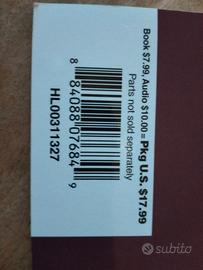 Book $7.99, Audio $10.00 = Pkg U.S. $17.99
Parts not sold separately
8 84088 07684 9
HL00311327
subito